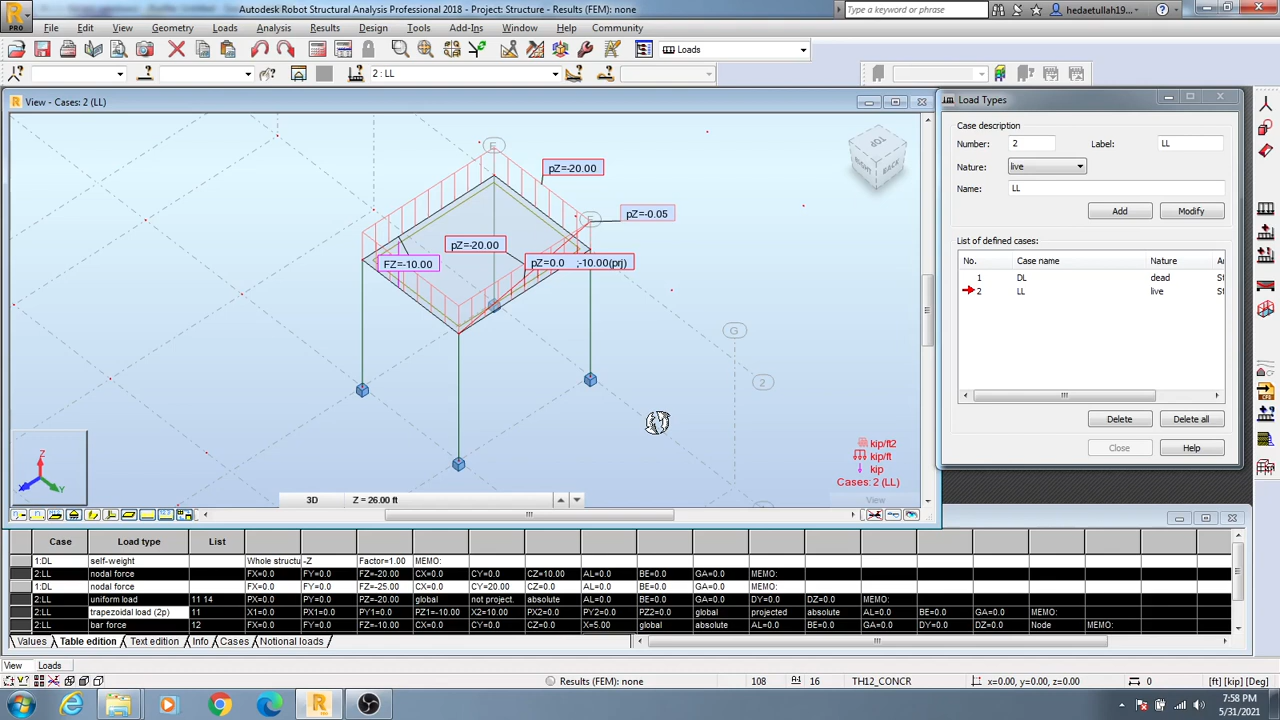 Autodesk Robot Structural Analysis Professional 2018 - Project: Structure - Results (FEM): none
Type a keyword or phrase
hedaetullah19...
PRO
File Edit View Geometry Loads Analysis Results Design Tools Add-Ins Window Help Community
Loads
2 : LL
View - Cases: 2 (LL)
E
pZ=-20.00
pZ=-0.05
pZ=-20.00
pZ=0.0 ;-10.00(prj)
FZ=-10.00
G
2
TOP
RIGHT
BACK
Z
X
Y
kip/ft2
kip/ft
kip
Cases: 2 (LL)
3D Z = 26.00 ft
View
Load Types
Case description
Number: 2 Label: LL
Nature: live
Name: LL
Add Modify
List of defined cases:
No. Case name Nature
1 DL dead
2 LL live
Delete Delete all
Close Help
Case Load type List
1:DL self-weight Whole structu -Z Factor=1.00 MEMO:
2:LL nodal force FX=0.0 FY=0.0 FZ=-20.00 CX=0.0 CY=0.0 CZ=10.00 AL=0.0 BE=0.0 GA=0.0 MEMO:
1:DL nodal force FX=0.0 FY=0.0 FZ=-20.00 CX=0.0 CY=20.00 CZ=0.0 AL=0.0 BE=0.0 GA=0.0 MEMO:
2:LL uniform load 11 14 PX=0.0 PY=0.0 PZ=-20.00 global not project. absolute AL=0.0 BE=0.0 GA=0.0 DY=0.0 DZ=0.0 MEMO:
2:LL trapezoidal load (2p) 11 X1=0.0 PX1=0.0 PY1=0.0 PZ1=-10.00 X2=10.00 PX2=0.0 PY2=0.0 PZ2=0.0 global projected absolute AL=0.0 BE=0.0 GA=0.0 MEMO:
2:LL bar force 12 FX=0.0 FY=0.0 FZ=-10.00 CX=0.0 CY=0.0 CZ=0.0 X=5.00 global absolute AL=0.0 BE=0.0 GA=0.0 DY=0.0 DZ=0.0 Node MEMO:
Values Table edition Text edition Info Cases Notional loads
View Loads
Results (FEM): none 108 16 TH12_CONCR x=0.00, y=0.00, z=0.00 0 [ft] [kip] [Deg]
7:58 PM
5/31/2021